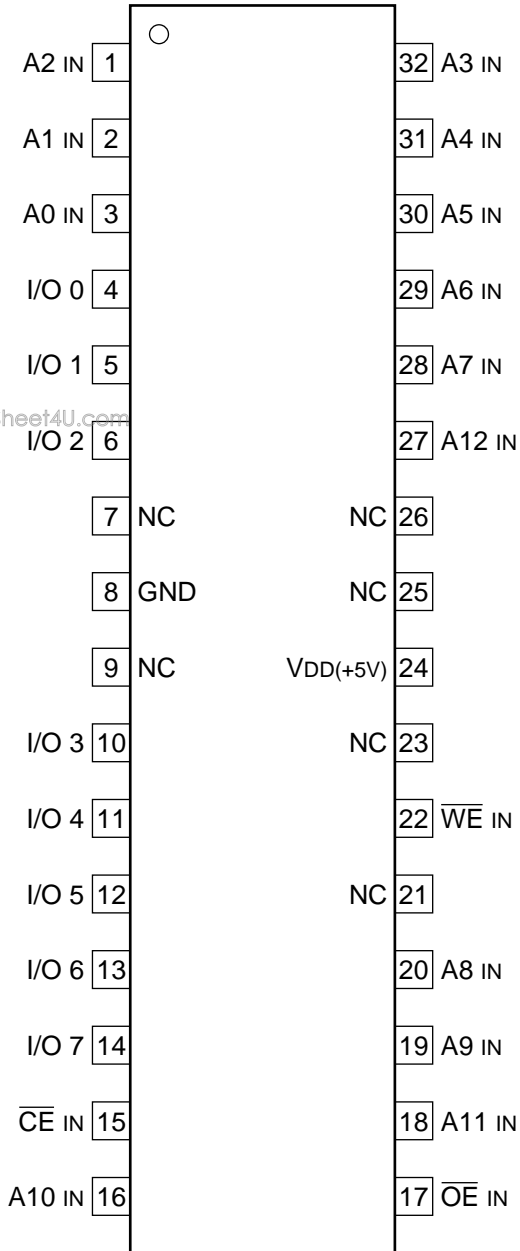 A2 IN 1 32 A3 IN
A1 IN 2 31 A4 IN
A0 IN 3 30 A5 IN
I/O 0 4 29 A6 IN
I/O 1 5 28 A7 IN
heet4U.com
I/O 2 6 27 A12 IN
7 NC NC 26
8 GND NC 25
9 NC VDD(+5V) 24
I/O 3 10 NC 23
I/O 4 11 22 W̅E̅ IN
I/O 5 12 NC 21
I/O 6 13 20 A8 IN
I/O 7 14 19 A9 IN
C̅E̅ IN 15 18 A11 IN
A10 IN 16 17 O̅E̅ IN